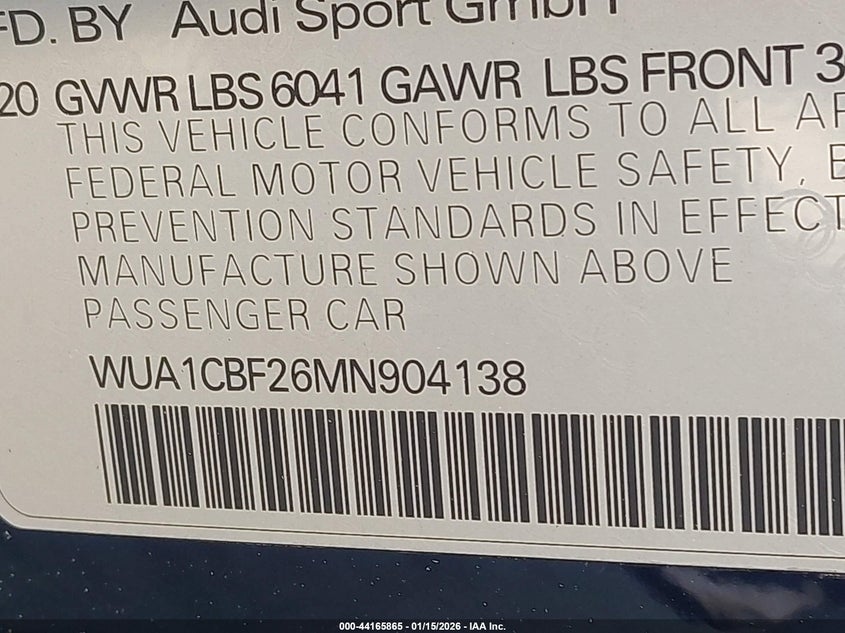 FD. BY Audi Sport GmbH
20 GVWR LBS 6041 GAWR LBS FRONT 3
THIS VEHICLE CONFORMS TO ALL AP
FEDERAL MOTOR VEHICLE SAFETY, B
PREVENTION STANDARDS IN EFFECT
MANUFACTURE SHOWN ABOVE
PASSENGER CAR
WUA1CBF26MN904138
000-44165865 - 01/15/2026 - IAA Inc.